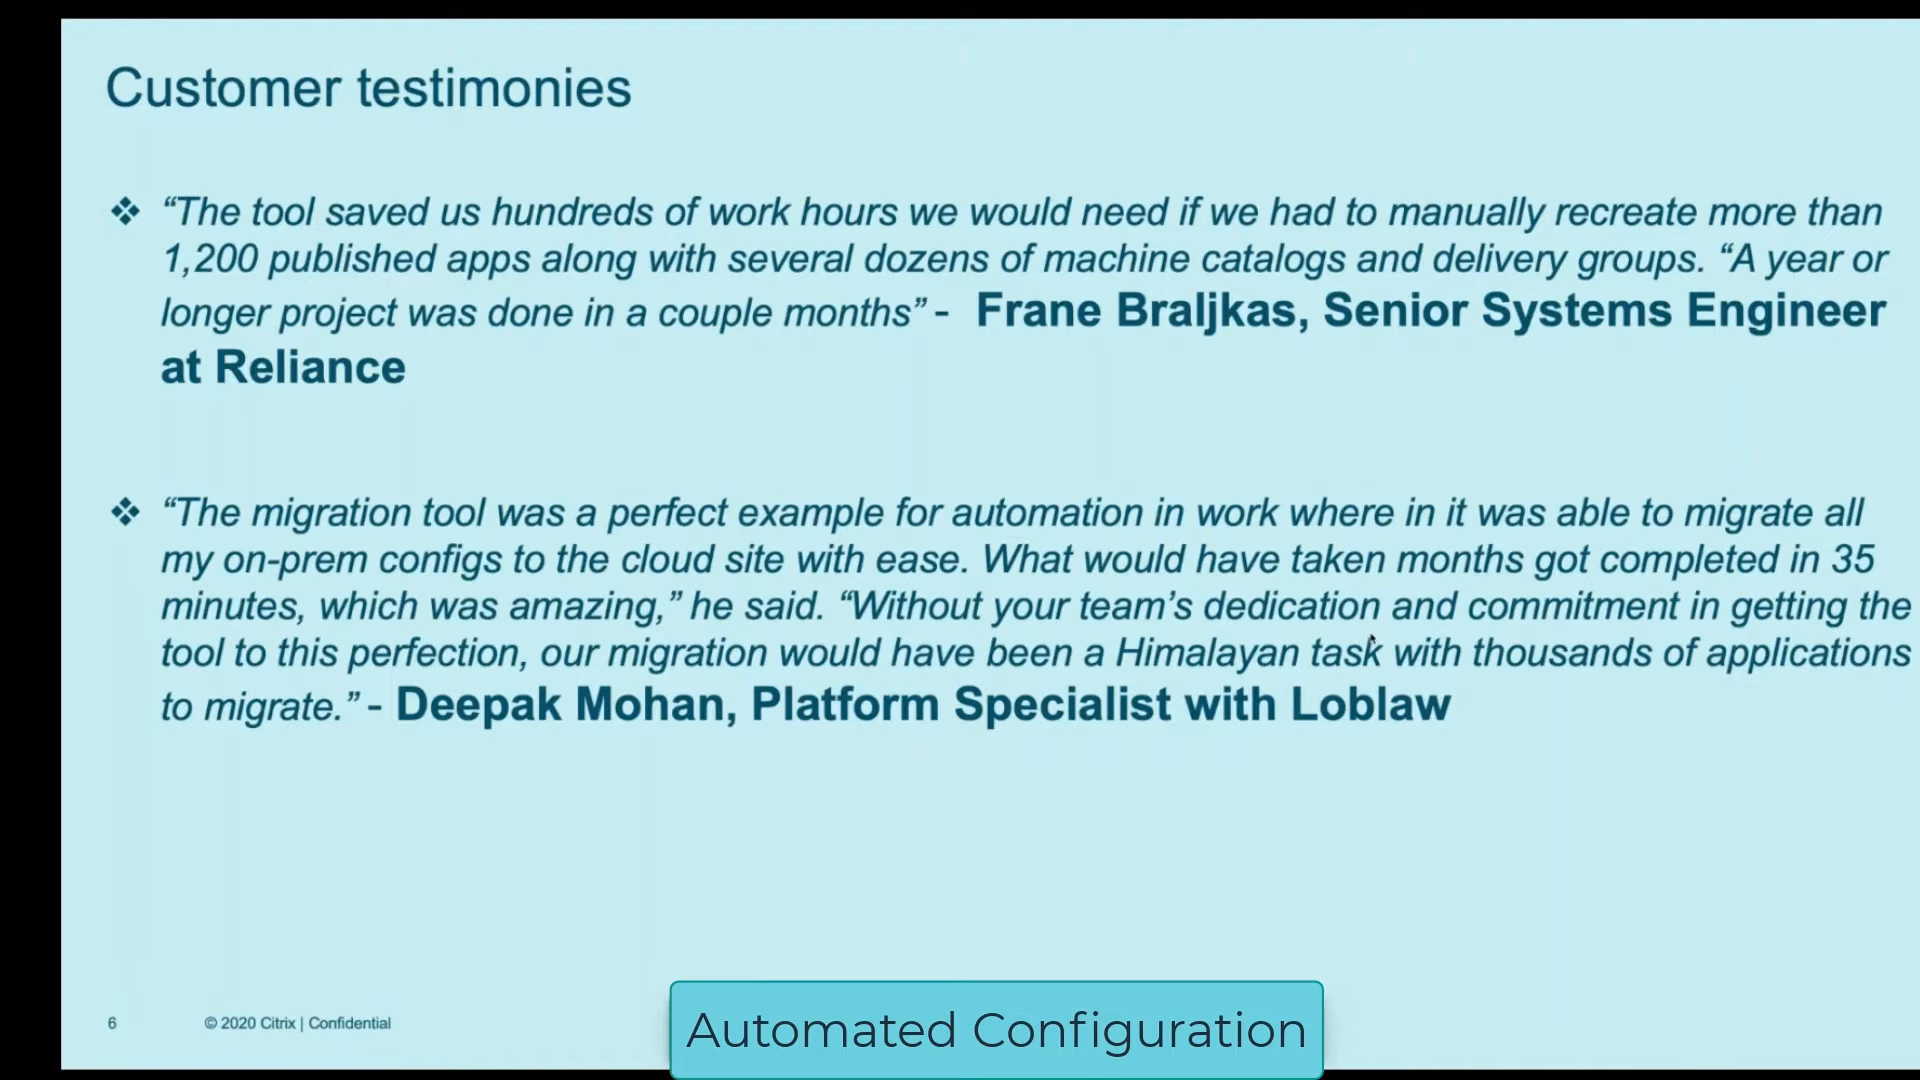 Customer testimonies
❖ “The tool saved us hundreds of work hours we would need if we had to manually recreate more than
1,200 published apps along with several dozens of machine catalogs and delivery groups. “A year or
longer project was done in a couple months” - Frane Braljkas, Senior Systems Engineer
at Reliance
❖ “The migration tool was a perfect example for automation in work where in it was able to migrate all
my on-prem configs to the cloud site with ease. What would have taken months got completed in 35
minutes, which was amazing,” he said. “Without your team’s dedication and commitment in getting the
tool to this perfection, our migration would have been a Himalayan task with thousands of applications
to migrate.” - Deepak Mohan, Platform Specialist with Loblaw
6 © 2020 Citrix | Confidential
Automated Configuration